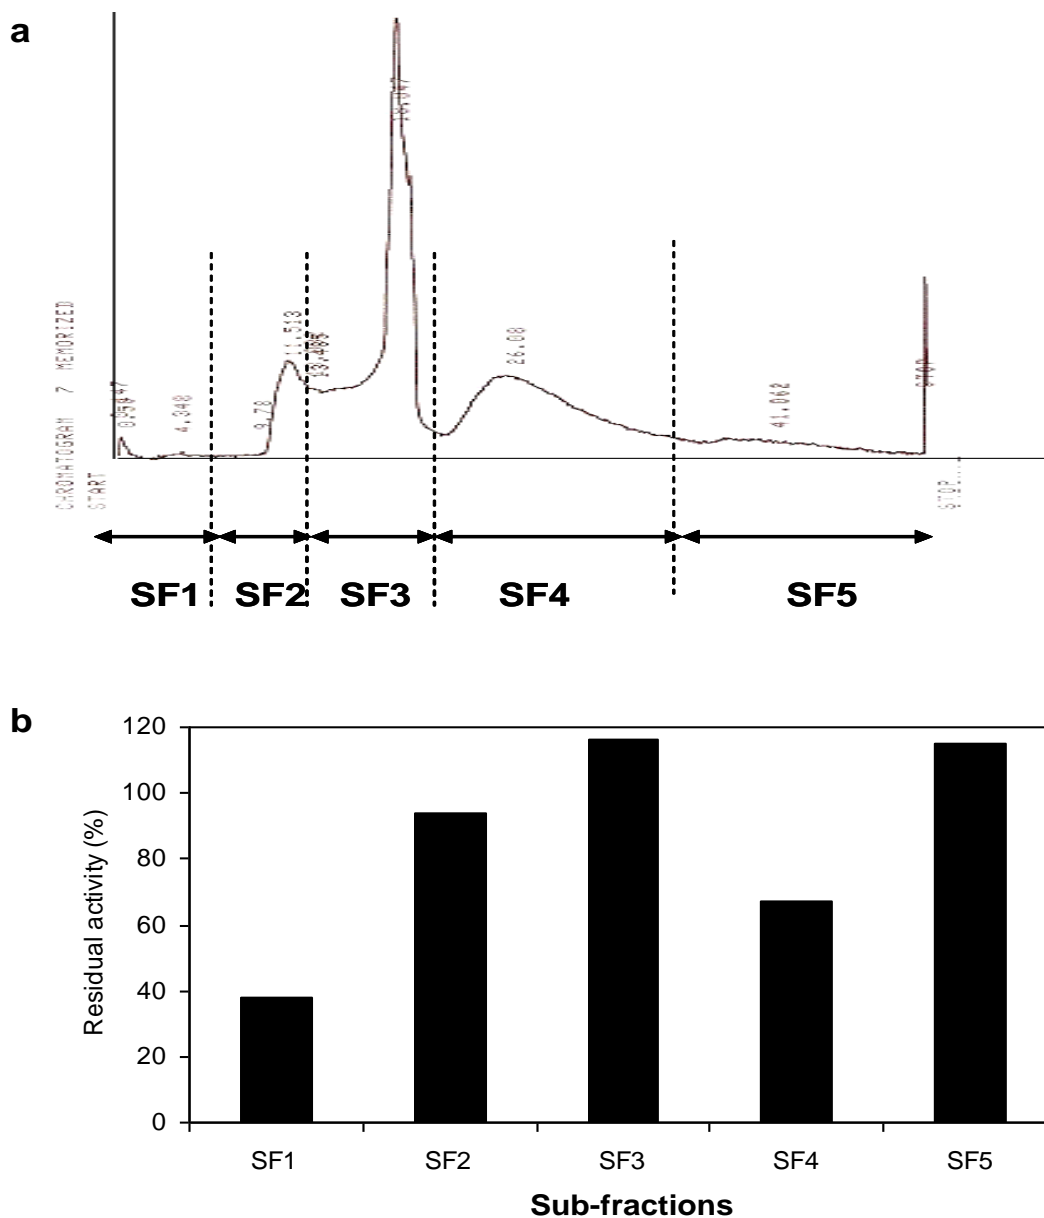 a
CHROMATOGRAM 7 MEMORIZED
START
4.348
9.78
11.513
26.08
41.062
STOP
STOP
SF1 SF2 SF3 SF4 SF5
b
Residual activity (%)
120
100
80
60
40
20
0
SF1 SF2 SF3 SF4 SF5
Sub-fractions